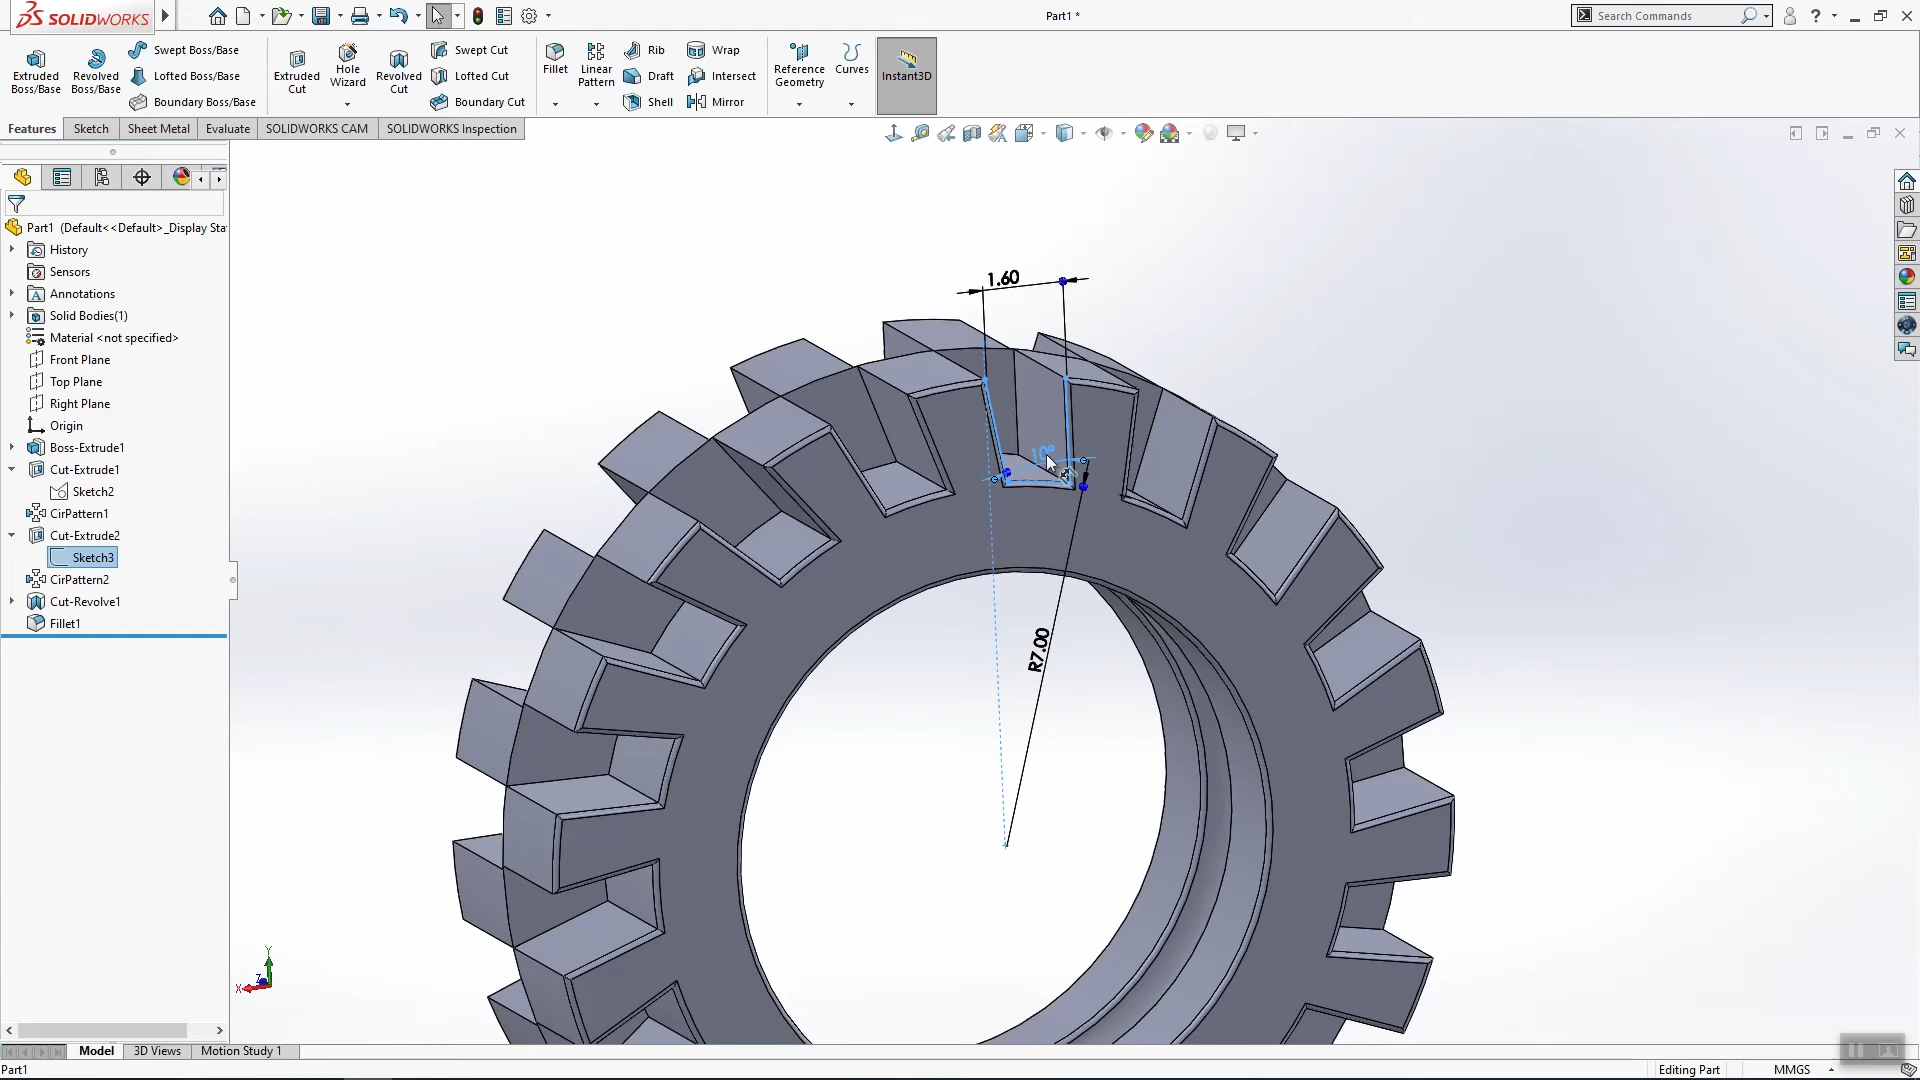 SOLIDWORKS
Part1 *
Search Commands
Extruded
Boss/Base
Revolved
Boss/Base
Swept Boss/Base
Lofted Boss/Base
Boundary Boss/Base
Extruded
Cut
Hole
Wizard
Revolved
Cut
Swept Cut
Lofted Cut
Boundary Cut
Fillet
Linear
Pattern
Rib
Draft
Shell
Wrap
Intersect
Mirror
Reference
Geometry
Curves
Instant3D
Features
Sketch
Sheet Metal
Evaluate
SOLIDWORKS CAM
SOLIDWORKS Inspection
Part1 (Default<<Default>_Display Sta
History
Sensors
Annotations
Solid Bodies(1)
Material <not specified>
Front Plane
Top Plane
Right Plane
Origin
Boss-Extrude1
Cut-Extrude1
Sketch2
CirPattern1
Cut-Extrude2
Sketch3
CirPattern2
Cut-Revolve1
Fillet1
1.60
10°
R7.00
Y
Z
X
Model
3D Views
Motion Study 1
Part1
Editing Part
MMGS